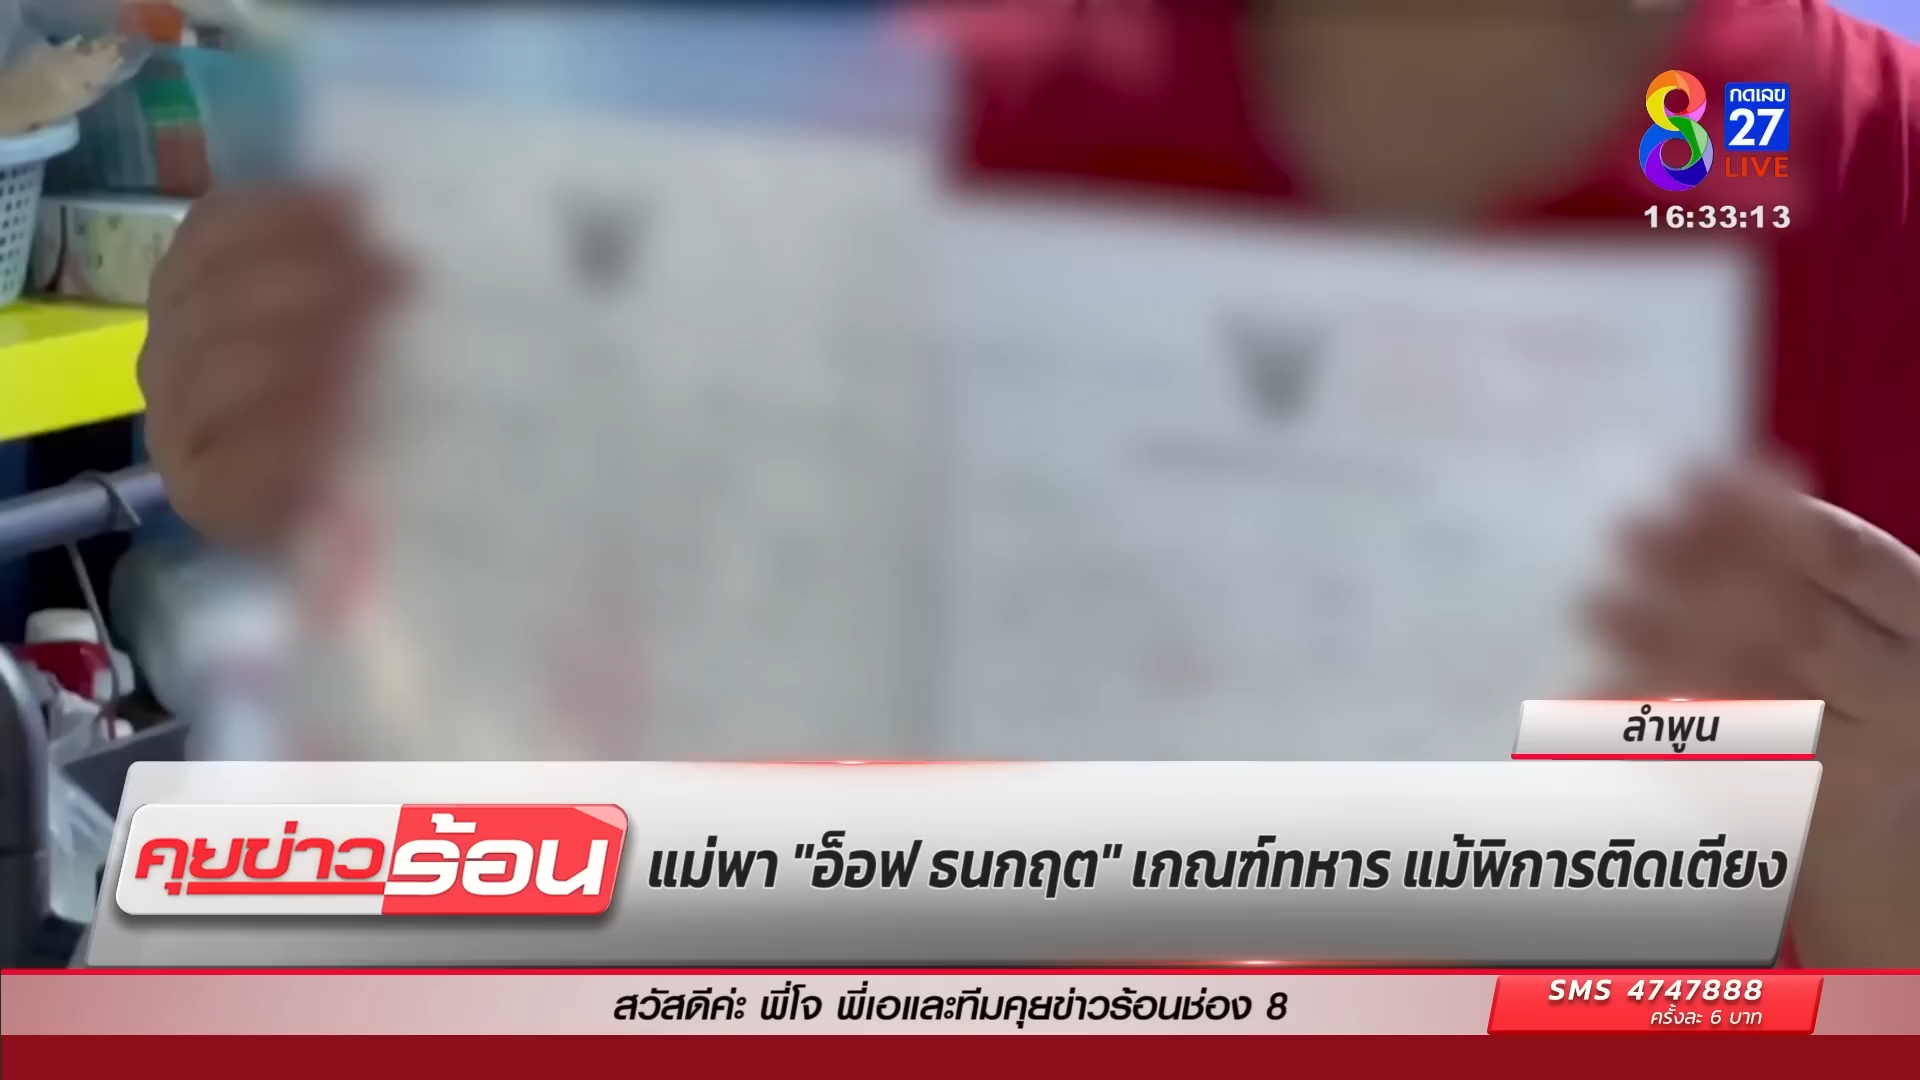 8
กดเลข
27
LIVE
16:33:13
ลำพูน
คุยข่าวร้อน
แม่พา "อ็อฟ ธนกฤต" เกณฑ์ทหาร แม้พิการติดเตียง
สวัสดีค่ะ พี่โจ พี่เอและทีมคุยข่าวร้อนช่อง 8
SMS 4747888
ครั้งละ 6 บาท